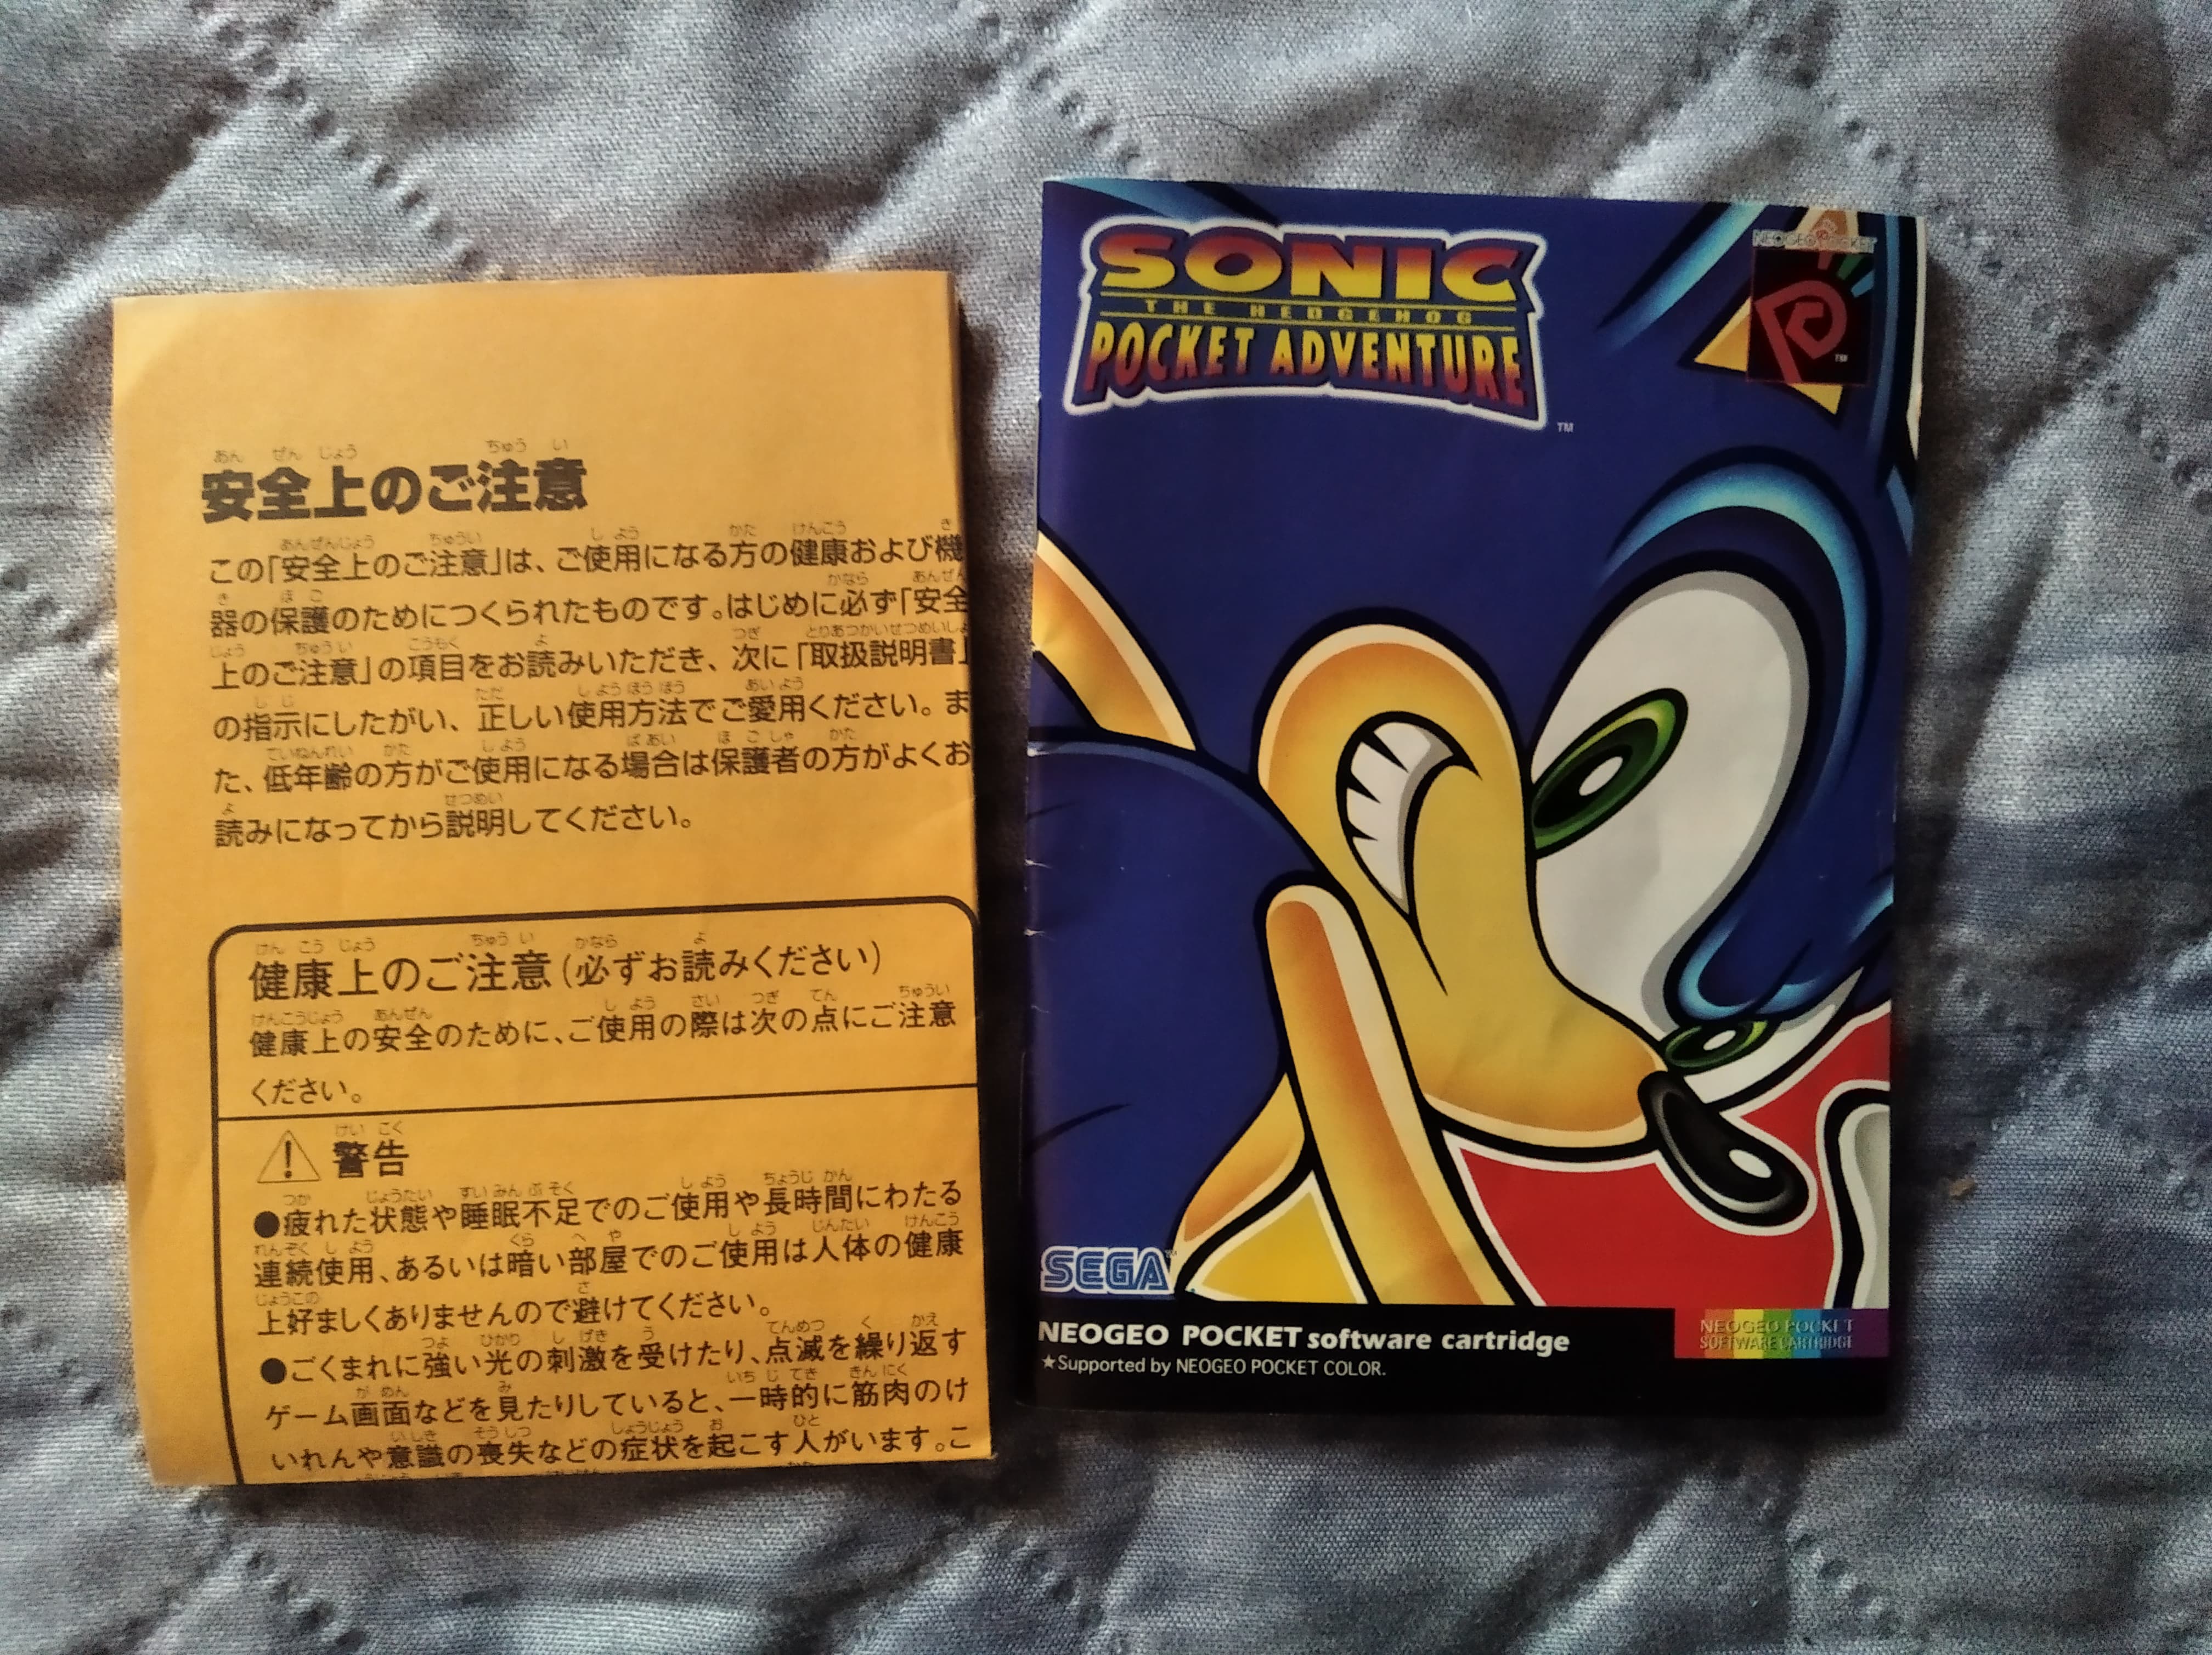 安全上のご注意
この「安全上のご注意」は、ご使用になる方の健康および機
器の保護のためにつくられたものです。はじめに必ず「安全
上のご注意」の項目をお読みいただき、次に「取扱説明書」
の指示にしたがい、正しい使用方法でご愛用ください。ま
た、低年齢の方がご使用になる場合は保護者の方がよくお
読みになってから説明してください。
健康上のご注意(必ずお読みください)
健康上の安全のために、ご使用の際は次の点にご注意
ください。
警告
●疲れた状態や睡眠不足でのご使用や長時間にわたる
連続使用、あるいは暗い部屋でのご使用は人体の健康
上好ましくありませんので避けてください。
●ごくまれに強い光の刺激を受けたり、点滅を繰り返す
ゲーム画面などを見たりしていると、一時的に筋肉のけ
いれんや意識の喪失などの症状を起こす人がいます。こ
SONIC
THE HEDGEHOG
POCKET ADVENTURE
TM
NEOGEO POCKET
TM
SEGA
NEOGEO POCKET software cartridge
★Supported by NEOGEO POCKET COLOR.
NEOGEO POCKET
SOFTWARE CARTRIDGE